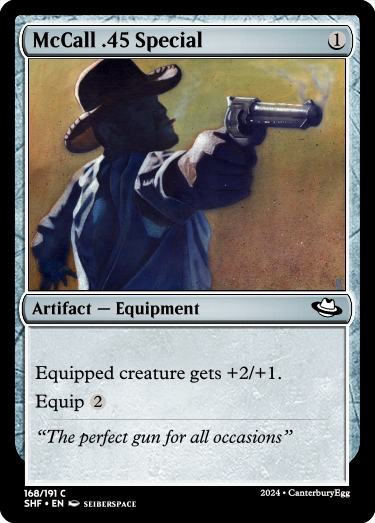 McCall .45 Special
1
Artifact — Equipment
Equipped creature gets +2/+1.
Equip 2
“The perfect gun for all occasions”
168/191 C
SHF • EN SEIBERSPACE
2024 • CanterburyEgg